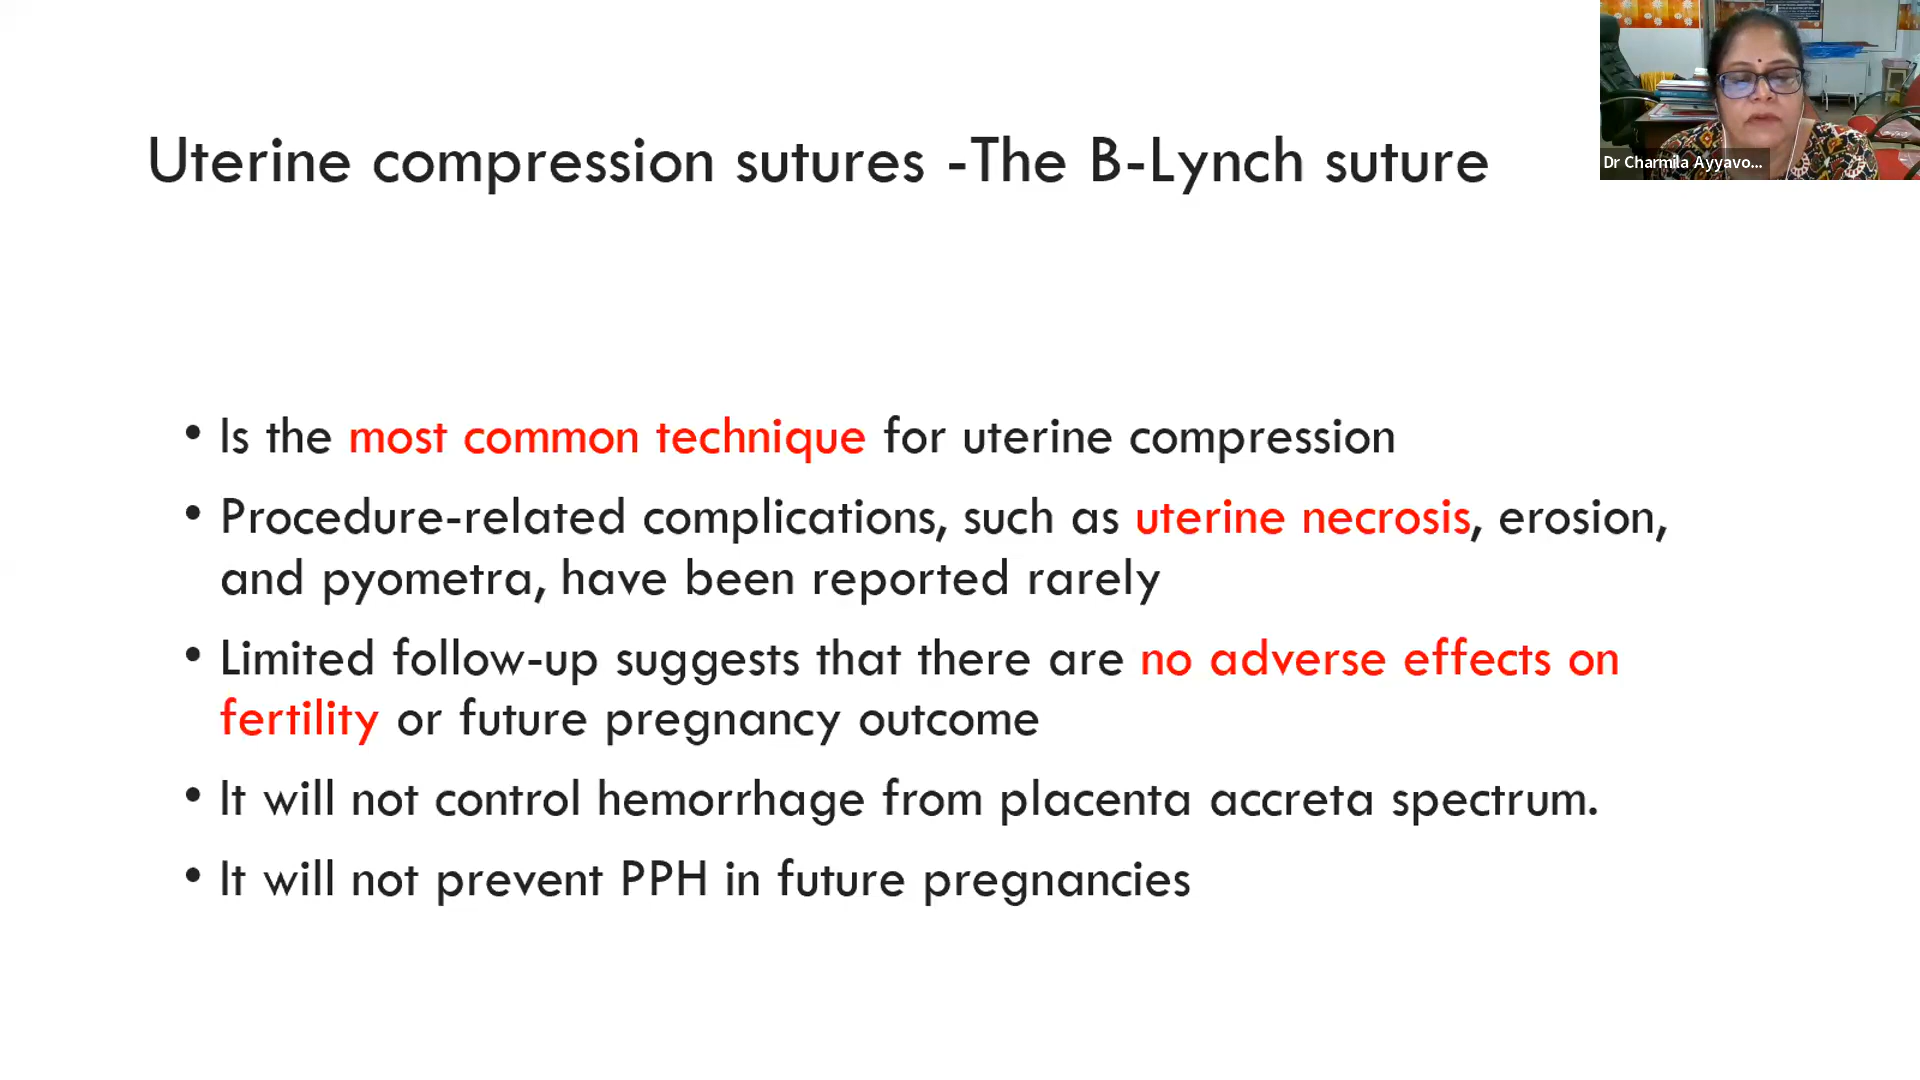 Uterine compression sutures -The B-Lynch suture
Dr Charmila Ayyavo...
• Is the most common technique for uterine compression
• Procedure-related complications, such as uterine necrosis, erosion,
and pyometra, have been reported rarely
• Limited follow-up suggests that there are no adverse effects on
fertility or future pregnancy outcome
• It will not control hemorrhage from placenta accreta spectrum.
• It will not prevent PPH in future pregnancies